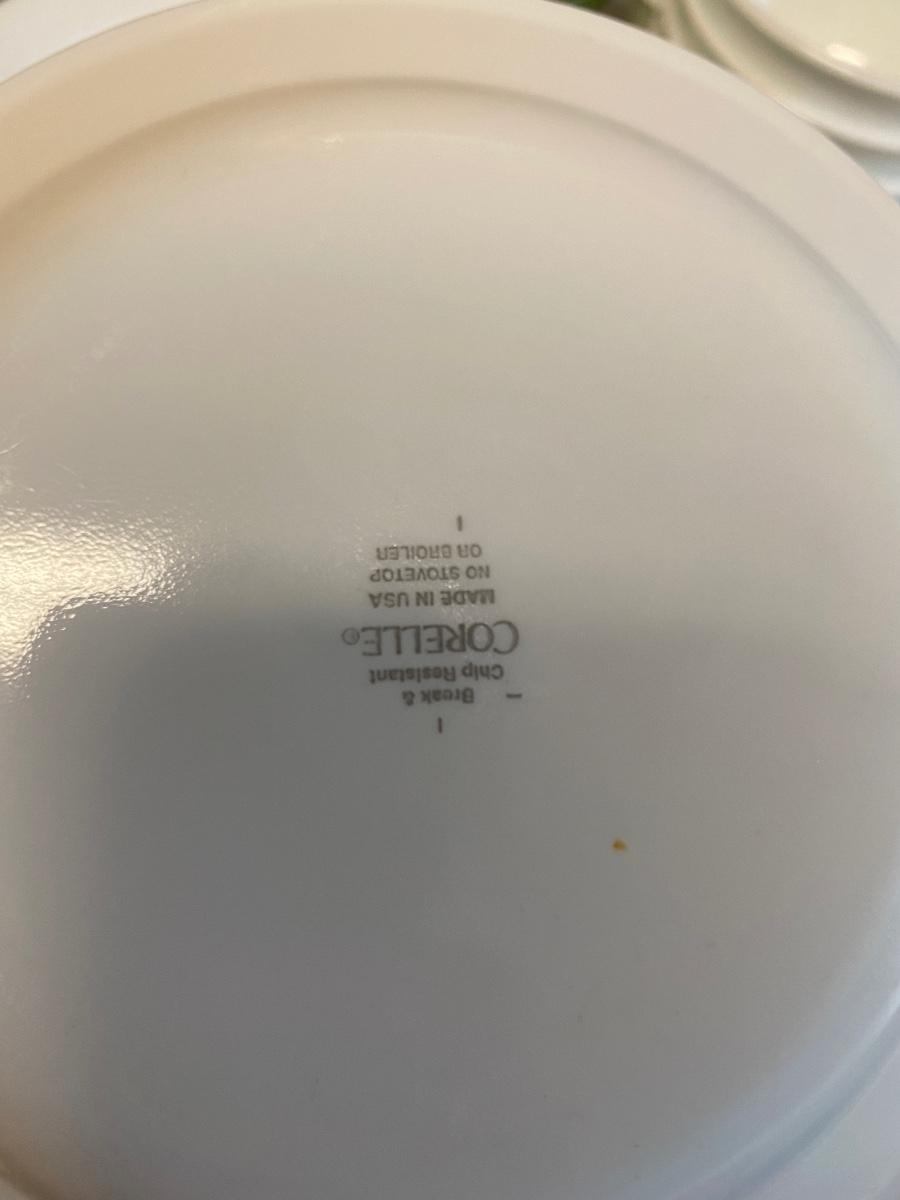 Break &
Chip Resistant
CORELLE®
MADE IN USA
NO STOVETOP
OR BROILER